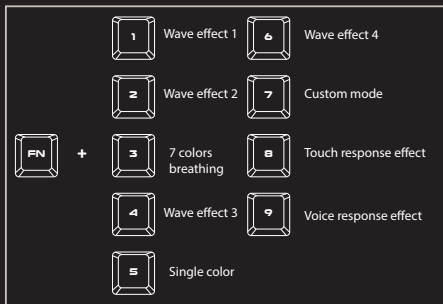 1 Wave effect 1
6 Wave effect 4
2 Wave effect 2
7 Custom mode
FN + 3 7 colors
breathing
8 Touch response effect
4 Wave effect 3
9 Voice response effect
5 Single color